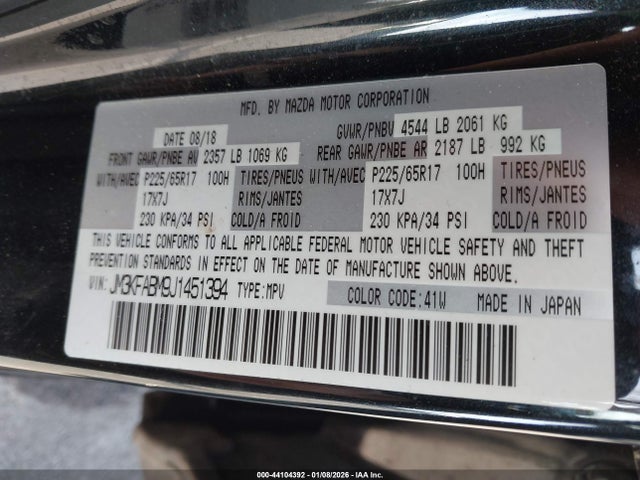 MFD. BY MAZDA MOTOR CORPORATION
DATE 08/18 GVWR/PNBV 4544 LB 2061 KG
FRONT GAWR/PNBE AV 2357 LB 1069 KG REAR GAWR/PNBE AR 2187 LB 992 KG
WITH/AVEC P225/65R17 100H TIRES/PNEUS WITH/AVEC P225/65R17 100H TIRES/PNEUS
17X7J RIMS/JANTES 17X7J RIMS/JANTES
230 KPA/34 PSI COLD/A FROID 230 KPA/34 PSI COLD/A FROID
THIS VEHICLE CONFORMS TO ALL APPLICABLE FEDERAL MOTOR VEHICLE SAFETY AND THEFT
PREVENTION STANDARDS IN EFFECT ON THE DATE OF MANUFACTURE SHOWN ABOVE.
VIN: JM3KFABM9J1451394 TYPE:MPV COLOR CODE:41W MADE IN JAPAN
000-44104392 - 01/08/2026 - IAA Inc.